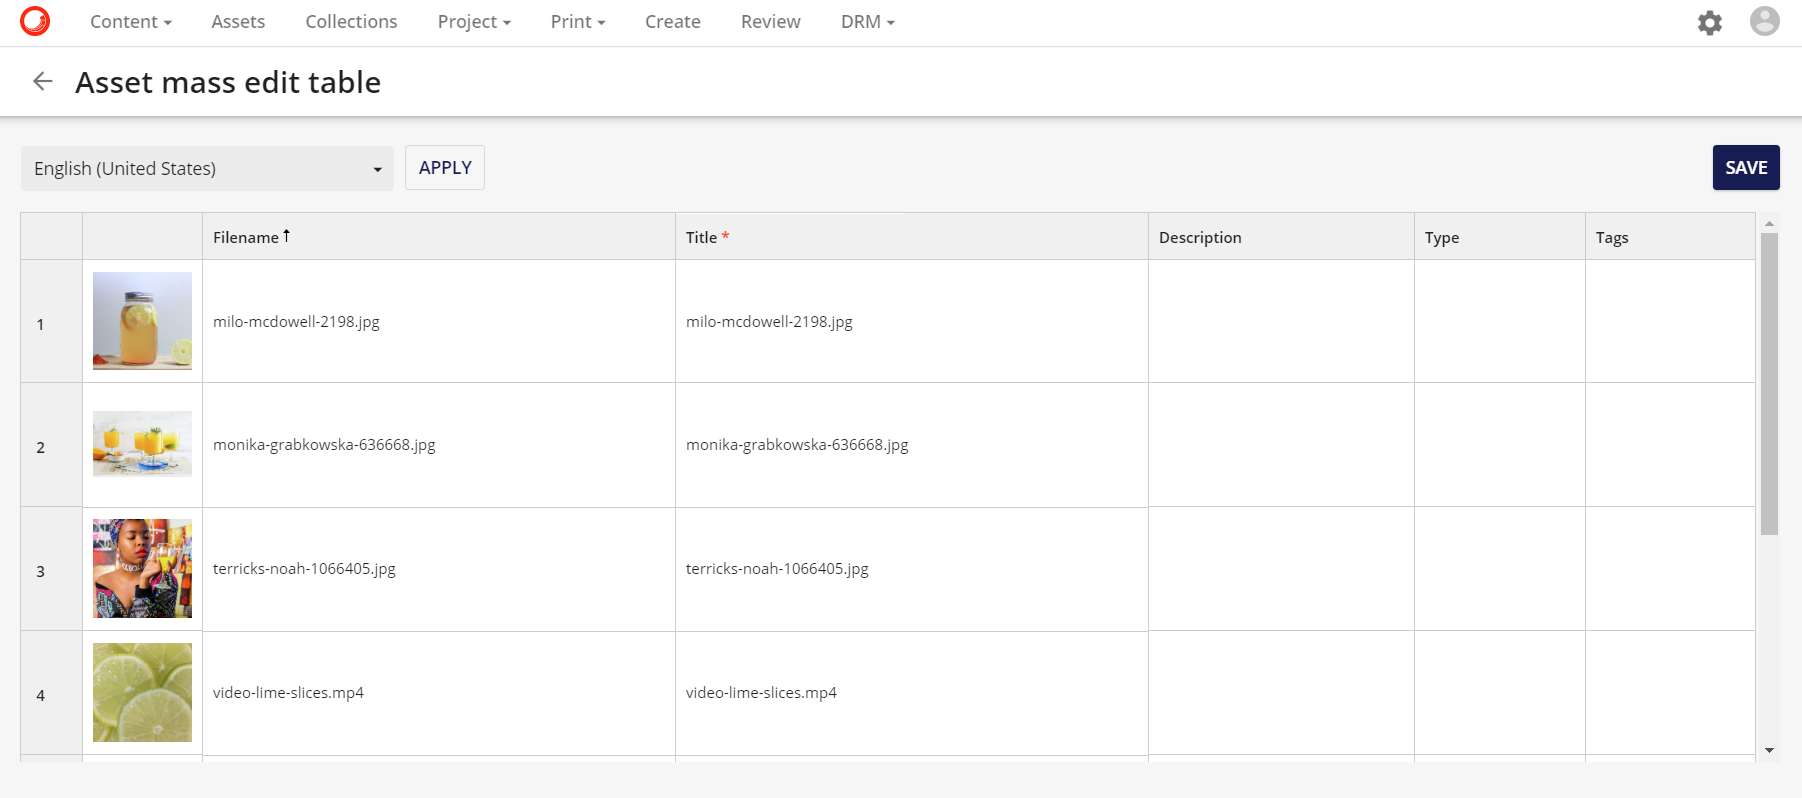 Content Assets Collections Project Print Create Review DRM
Asset mass edit table
English (United States) APPLY SAVE
Filename Title * Description Type Tags
1 milo-mcdowell-2198.jpg milo-mcdowell-2198.jpg
2 monika-grabkowska-636668.jpg monika-grabkowska-636668.jpg
3 terricks-noah-1066405.jpg terricks-noah-1066405.jpg
4 video-lime-slices.mp4 video-lime-slices.mp4